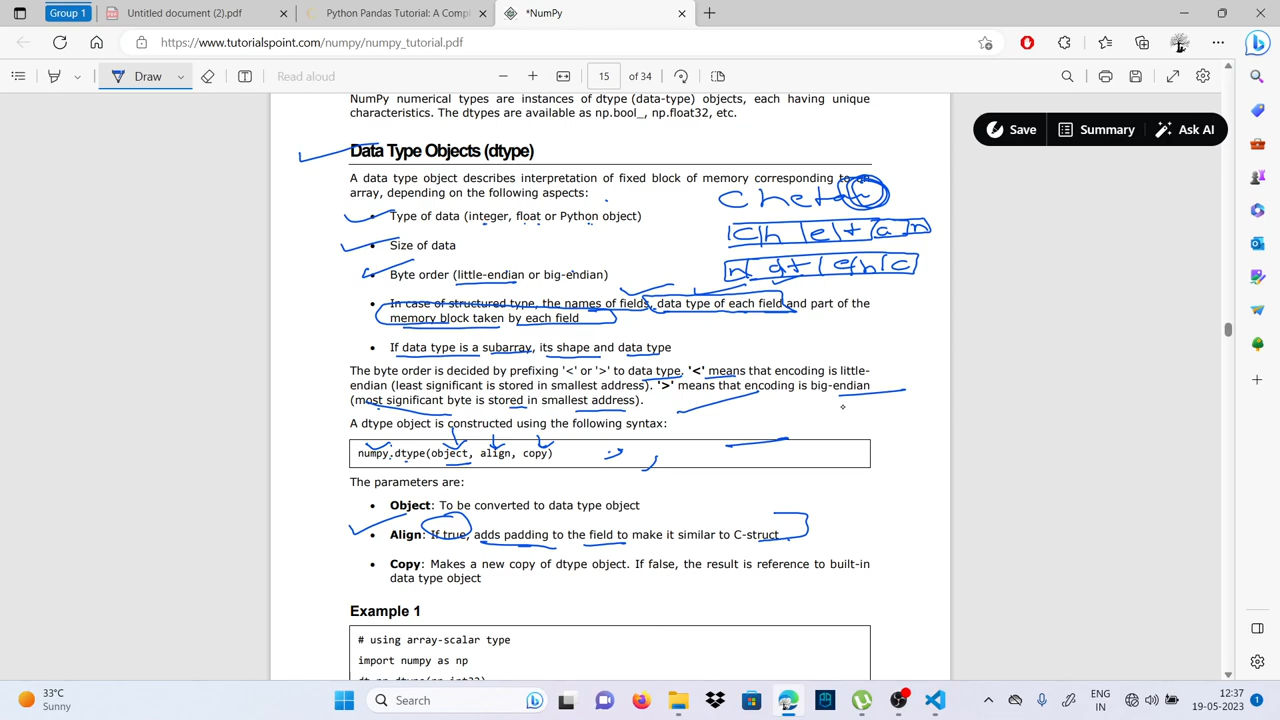 Group 1
Untitled document (2).pdf
Python Pandas Tutorial: A Compl
*NumPy
https://www.tutorialspoint.com/numpy/numpy_tutorial.pdf
Draw
Read aloud
15 of 34
NumPy numerical types are instances of dtype (data-type) objects, each having unique
characteristics. The dtypes are available as np.bool_, np.float32, etc.
Save
Summary
Ask AI
Data Type Objects (dtype)
A data type object describes interpretation of fixed block of memory corresponding to an
array, depending on the following aspects:
• Type of data (integer, float or Python object)
• Size of data
• Byte order (little-endian or big-endian)
c|h|e|t|a|n
• In case of structured type, the names of fields, data type of each field and part of the
memory block taken by each field
• If data type is a subarray, its shape and data type
The byte order is decided by prefixing '<' or '>' to data type. '<' means that encoding is little-
endian (least significant is stored in smallest address). '>' means that encoding is big-endian
(most significant byte is stored in smallest address).
A dtype object is constructed using the following syntax:
numpy.dtype(object, align, copy)
The parameters are:
• Object: To be converted to data type object
• Align: If true, adds padding to the field to make it similar to C-struct
• Copy: Makes a new copy of dtype object. If false, the result is reference to built-in
data type object
Example 1
# using array-scalar type
import numpy as np
33°C
Sunny
Search
ENG
IN
12:37
19-05-2023